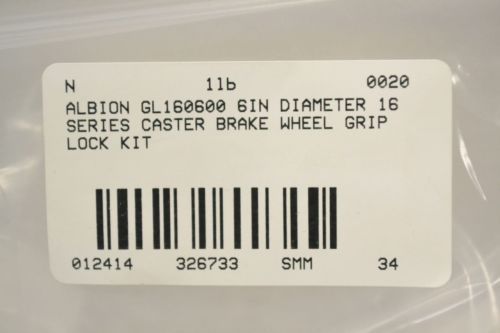 N 1lb 0020
ALBION GL160600 6IN DIAMETER 16
SERIES CASTER BRAKE WHEEL GRIP
LOCK KIT
012414 326733 SMM 34